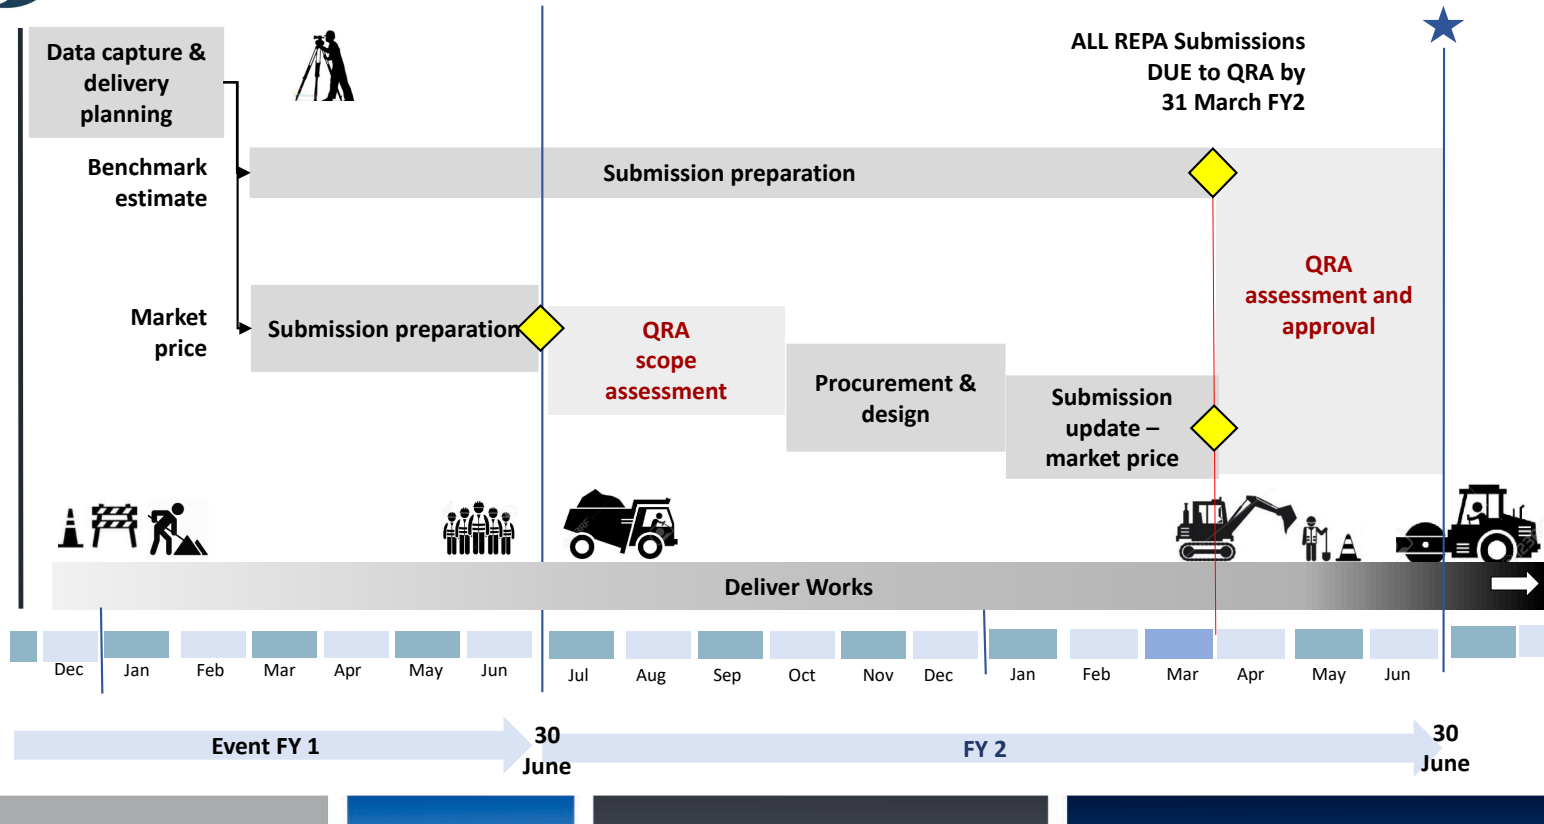 Data capture &
delivery
planning
ALL REPA Submissions
DUE to QRA by
31 March FY2
Benchmark
estimate
Submission preparation
Market
price
Submission preparation
QRA
scope
assessment
Procurement &
design
Submission
update –
market price
QRA
assessment and
approval
Deliver Works
Dec Jan Feb Mar Apr May Jun Jul Aug Sep Oct Nov Dec Jan Feb Mar Apr May Jun
Event FY 1
30
June
FY 2
30
June